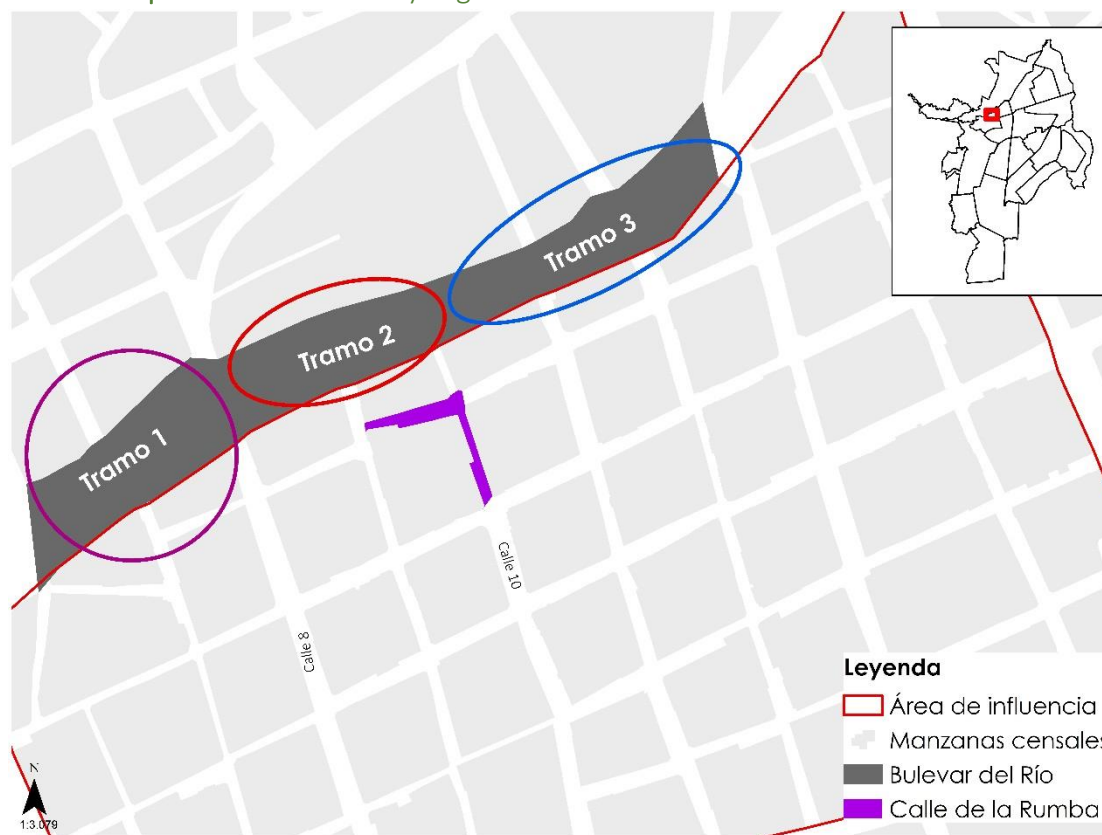 Tramo 3
Tramo 2
Tramo 1
Calle 10
Calle 8
Leyenda
Área de influencia
Manzanas censales
Bulevar del Río
Calle de la Rumba
N
1:3.079